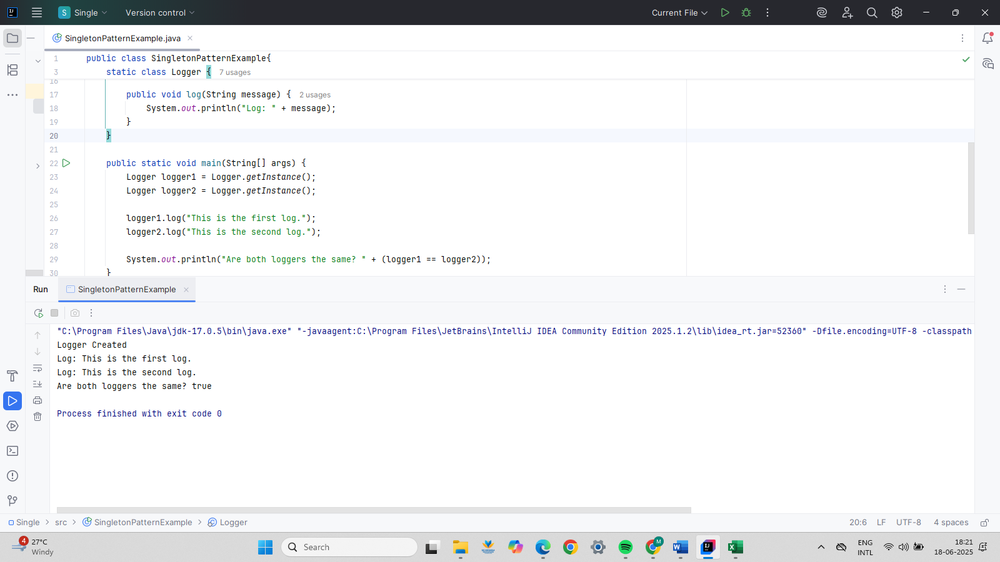 S Single Version control Current File
SingletonPatternExample.java
1 public class SingletonPatternExample{
3 static class Logger { 7 usages
16
17 public void log(String message) { 2 usages
18 System.out.println("Log: " + message);
19 }
20 }
21
22 public static void main(String[] args) {
23 Logger logger1 = Logger.getInstance();
24 Logger logger2 = Logger.getInstance();
25
26 logger1.log("This is the first log.");
27 logger2.log("This is the second log.");
28
29 System.out.println("Are both loggers the same? " + (logger1 == logger2));
30 }
Run SingletonPatternExample
"C:\Program Files\Java\jdk-17.0.5\bin\java.exe" "-javaagent:C:\Program Files\JetBrains\IntelliJ IDEA Community Edition 2025.1.2\lib\idea_rt.jar=52360" -Dfile.encoding=UTF-8 -classpath
Logger Created
Log: This is the first log.
Log: This is the second log.
Are both loggers the same? true
Process finished with exit code 0
Single > src > SingletonPatternExample > Logger 20:6 LF UTF-8 4 spaces
4 27°C
Windy
Search
M
ENG
INTL
18:21
18-06-2025